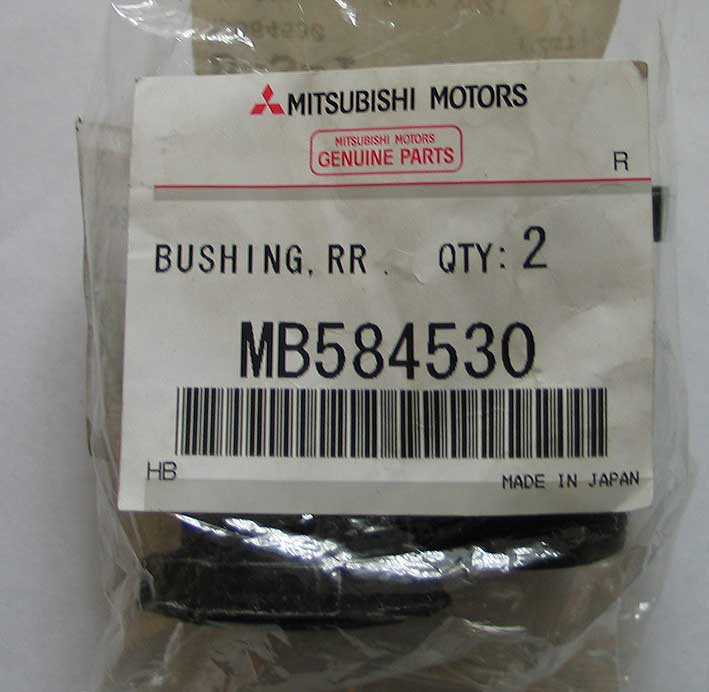 MITSUBISHI MOTORS
MITSUBISHI MOTORS
GENUINE PARTS
R
BUSHING, RR . QTY: 2
MB584530
HB
MADE IN JAPAN